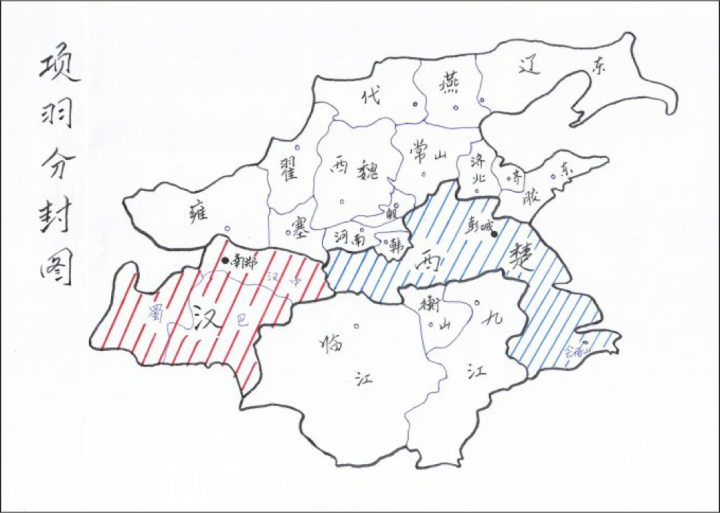 项羽分封图
辽东
燕
代
常山
济北
齐
胶东
翟
西魏
殷
雍
塞
河南
韩
彭城
西楚
南郑
汉中
汉
巴
蜀
临江
衡山
九江